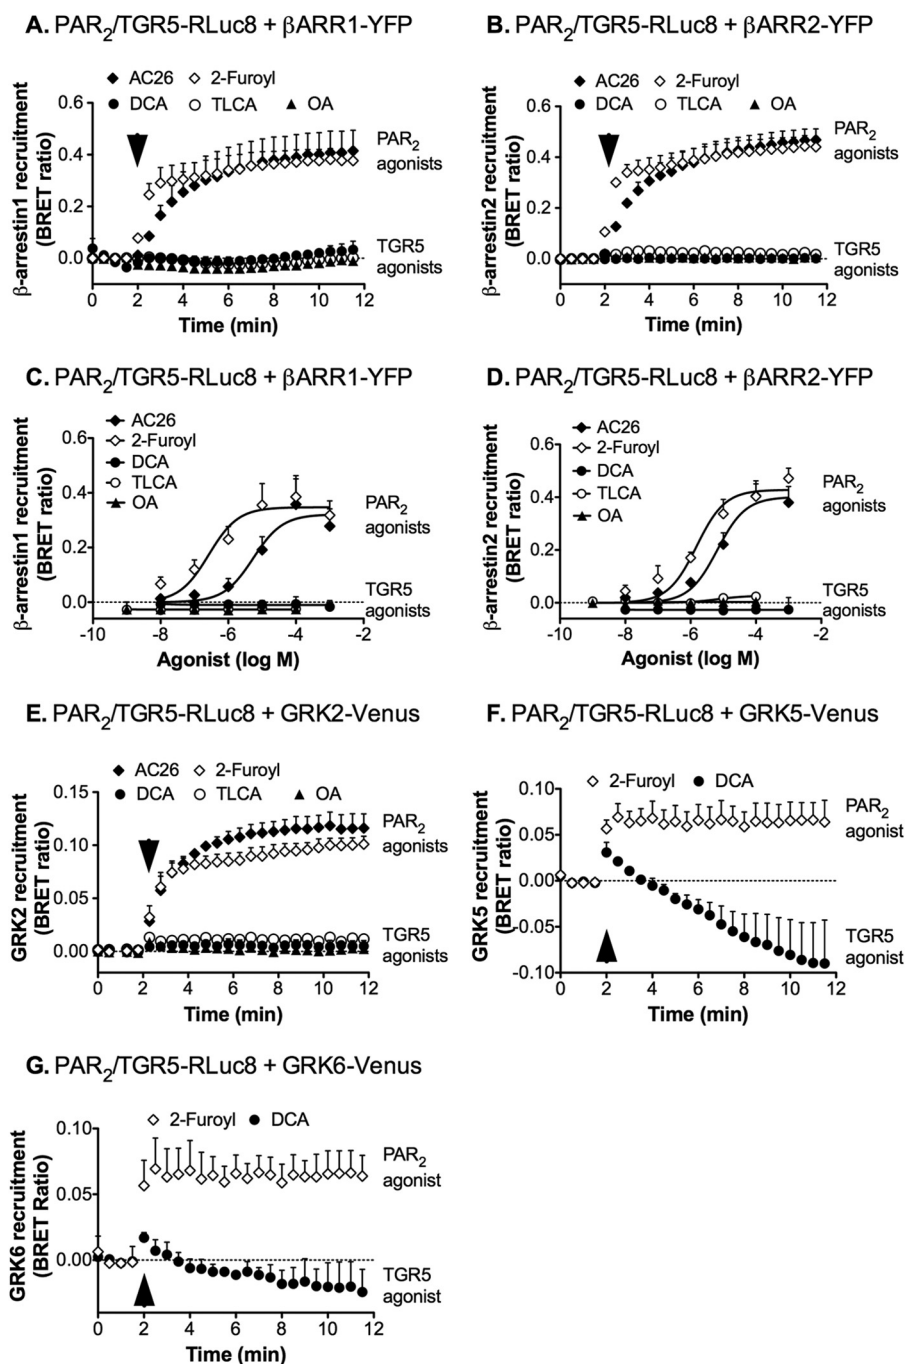 A. PAR2/TGR5-RLuc8 + βARR1-YFP
AC26 2-Furoyl
DCA TLCA OA
β-arrestin1 recruitment
(BRET ratio)
0.6
0.4
0.2
0.0
0 2 4 6 8 10 12
Time (min)
PAR2
agonists
TGR5
agonists
B. PAR2/TGR5-RLuc8 + βARR2-YFP
AC26 2-Furoyl
DCA TLCA OA
β-arrestin2 recruitment
(BRET ratio)
0.6
0.4
0.2
0.0
0 2 4 6 8 10 12
Time (min)
PAR2
agonists
TGR5
agonists
C. PAR2/TGR5-RLuc8 + βARR1-YFP
AC26
2-Furoyl
DCA
TLCA
OA
β-arrestin1 recruitment
(BRET ratio)
0.6
0.4
0.2
0.0
-10 -8 -6 -4 -2
Agonist (log M)
PAR2
agonists
TGR5
agonists
D. PAR2/TGR5-RLuc8 + βARR2-YFP
AC26
2-Furoyl
DCA
TLCA
OA
β-arrestin2 recruitment
(BRET ratio)
0.6
0.4
0.2
0.0
-10 -8 -6 -4 -2
Agonist (log M)
PAR2
agonists
TGR5
agonists
E. PAR2/TGR5-RLuc8 + GRK2-Venus
AC26 2-Furoyl
DCA TLCA OA
GRK2 recruitment
(BRET ratio)
0.15
0.10
0.05
0.00
0 2 4 6 8 10 12
Time (min)
PAR2
agonists
TGR5
agonists
F. PAR2/TGR5-RLuc8 + GRK5-Venus
2-Furoyl DCA
GRK5 recruitment
(BRET ratio)
0.10
0.05
0.00
-0.05
-0.10
0 2 4 6 8 10 12
Time (min)
PAR2
agonist
TGR5
agonist
G. PAR2/TGR5-RLuc8 + GRK6-Venus
2-Furoyl DCA
GRK6 recruitment
(BRET Ratio)
0.10
0.05
0.00
0 2 4 6 8 10 12
Time (min)
PAR2
agonist
TGR5
agonist